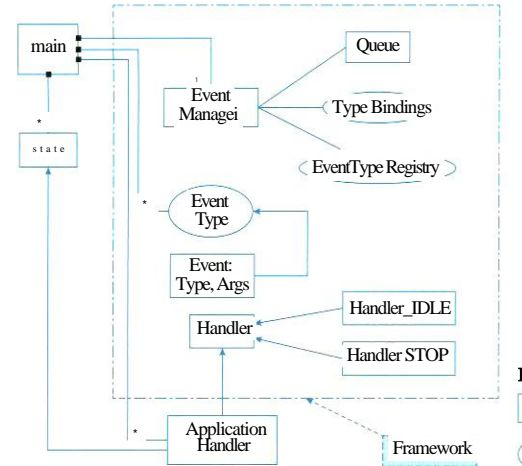 main
Queue
1
Event
Managei
Type Bindings
*
state
EventType Registry
*
Event
Type
Event:
Type, Args
Handler_IDLE
Handler
Handler STOP
*
Application
Handler
Framework